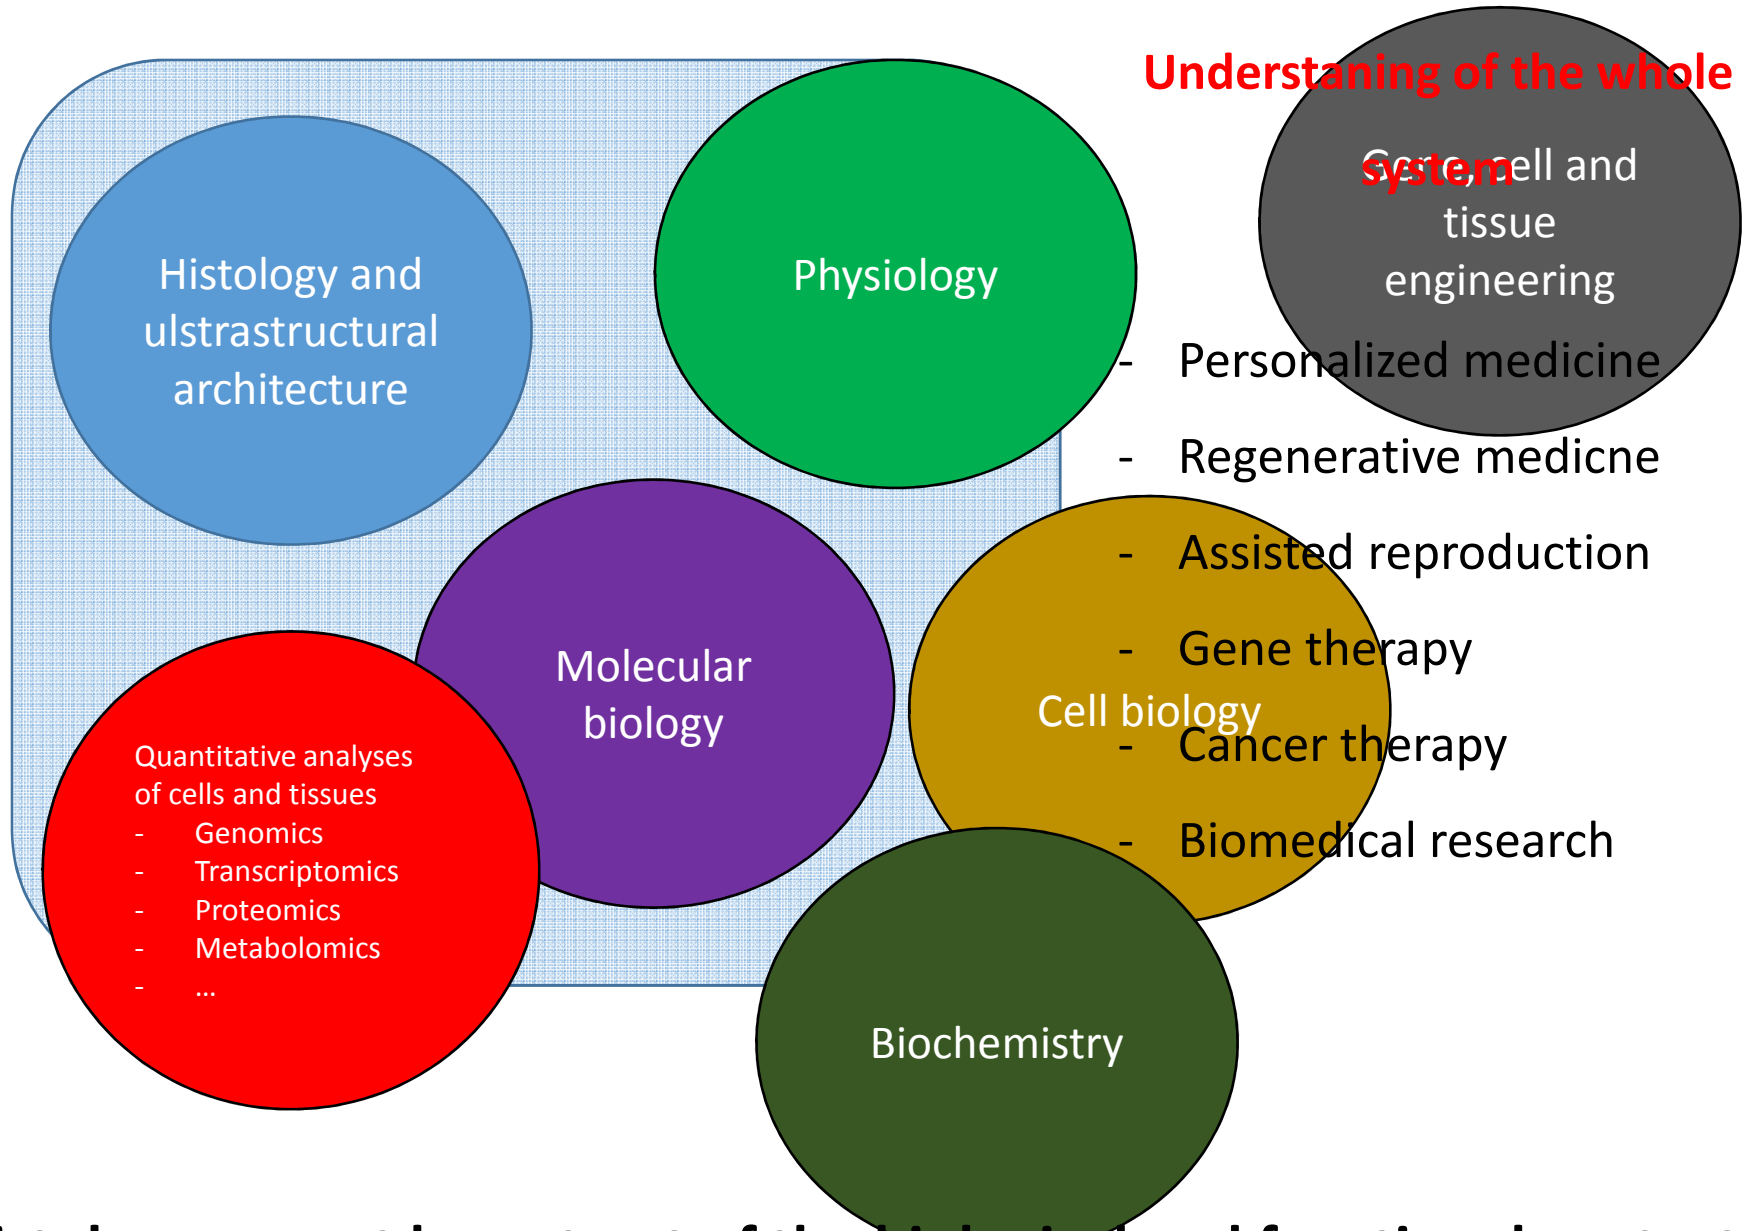 Understaning of the whole
system
Gene, cell and
tissue
engineering
Histology and
ulstrastructural
architecture
Physiology
- Personalized medicine
- Regenerative medicne
- Assisted reproduction
- Gene therapy
- Cancer therapy
- Biomedical research
Molecular
biology
Cell biology
Quantitative analyses
of cells and tissues
- Genomics
- Transcriptomics
- Proteomics
- Metabolomics
- ...
Biochemistry